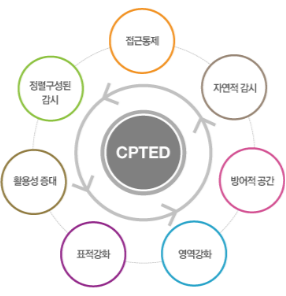 접근통제
자연적 감시
방어적 공간
영역강화
표적강화
활용성 증대
정렬구성된
감시
CPTED